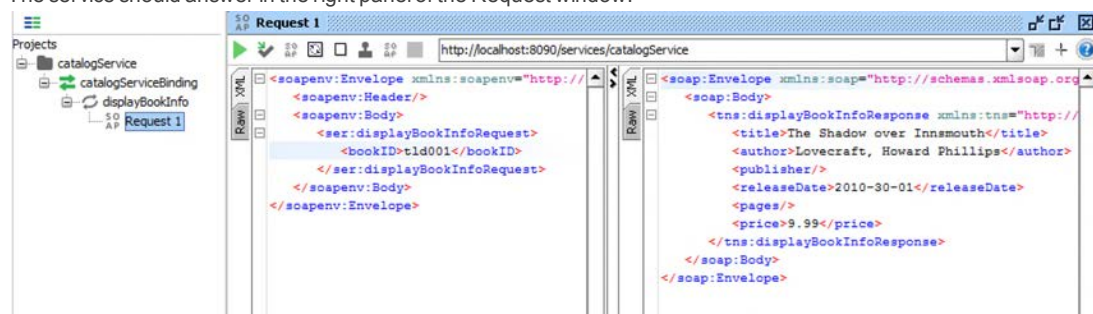 The service should answer in the right panel of the Request window.
SO
AP Request 1
Projects
catalogService
catalogServiceBinding
displayBookInfo
SO
AP Request 1
http://localhost:8090/services/catalogService
XML
Raw
<soapenv:Envelope xmlns:soapenv="http://
<soapenv:Header/>
<soapenv:Body>
<ser:displayBookInfoRequest>
<bookID>tld001</bookID>
</ser:displayBookInfoRequest>
</soapenv:Body>
</soapenv:Envelope>
XML
Raw
<soap:Envelope xmlns:soap="http://schemas.xmlsoap.org
<soap:Body>
<tns:displayBookInfoResponse xmlns:tns="http://
<title>The Shadow over Innsmouth</title>
<author>Lovecraft, Howard Phillips</author>
<publisher/>
<releaseDate>2010-30-01</releaseDate>
<pages/>
<price>9.99</price>
</tns:displayBookInfoResponse>
</soap:Body>
</soap:Envelope>